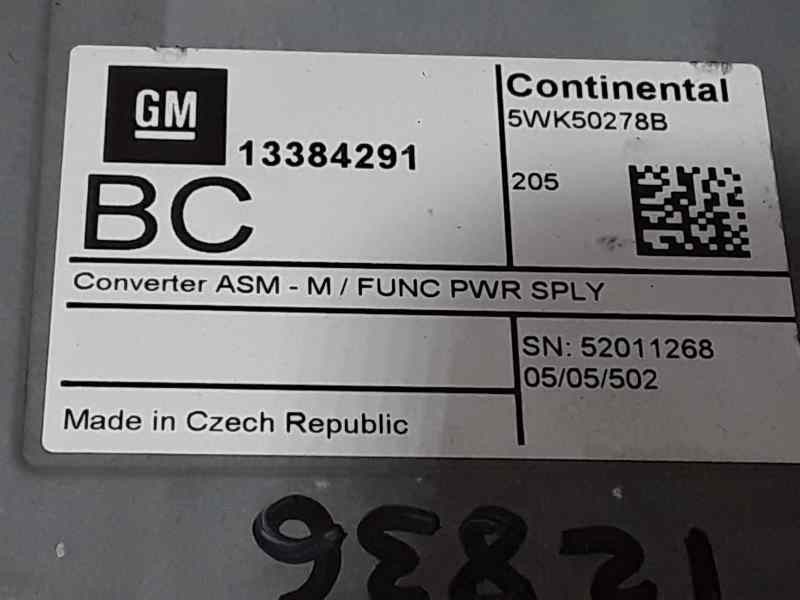 GM
13384291
BC
Continental
5WK50278B
205
Converter ASM - M / FUNC PWR SPLY
SN: 52011268
05/05/502
Made in Czech Republic